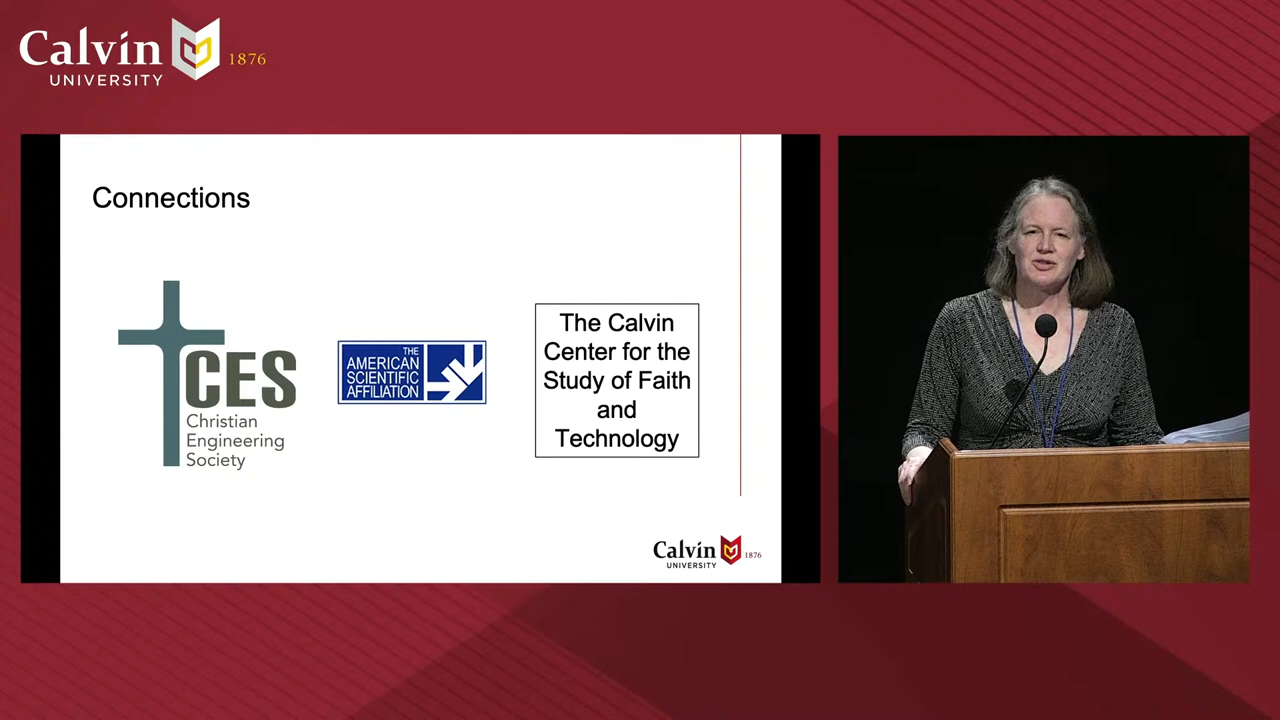 Calvin
UNIVERSITY
1876
Connections
CES
Christian
Engineering
Society
THE
AMERICAN
SCIENTIFIC
AFFILIATION
The Calvin
Center for the
Study of Faith
and
Technology
Calvin
UNIVERSITY
1876